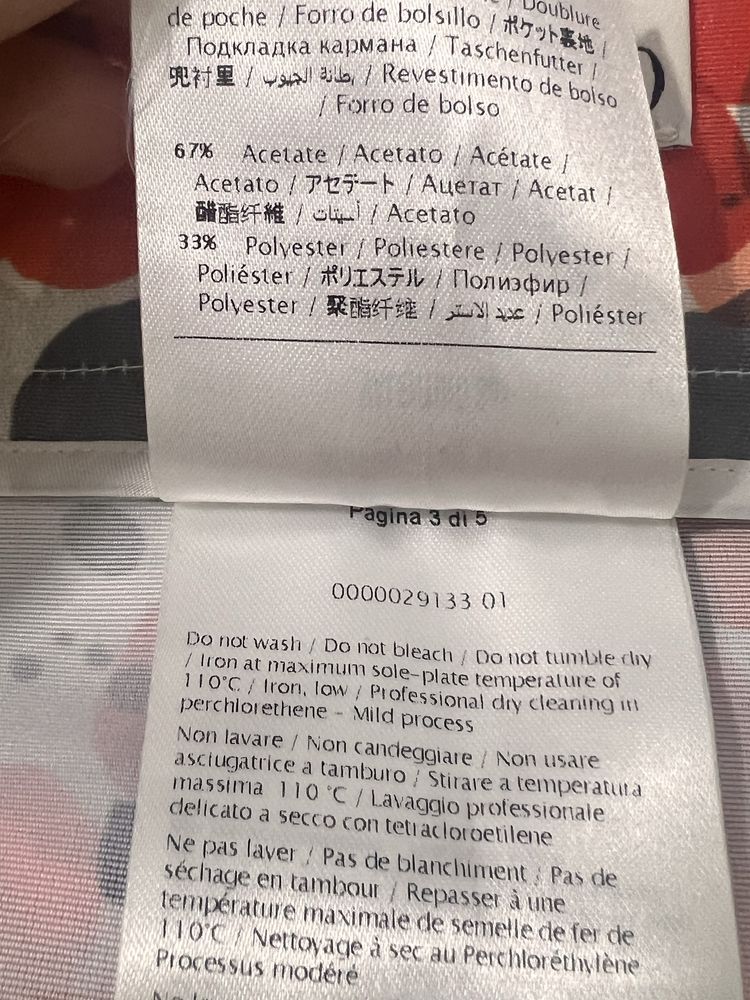 / Doublure
de poche / Forro de bolsillo / ポケット裏地 /
Подкладка кармана / Taschenfutter /
兜衬里 / بطانة الجيوب / Revestimento de bolso
/ Forro de bolso
67% Acetate / Acetato / Acétate /
Acetato / アセテート / Ацетат / Acetat /
醋酯纤维 / أسيتات / Acetato
33% Polyester / Poliestere / Polyester /
Poliéster / ポリエステル / Полиэфир /
Polyester / 聚酯纤维 / عديد الاستر / Poliéster
Pagina 3 di 5
0000029133 01
Do not wash / Do not bleach / Do not tumble dry
/ Iron at maximum sole-plate temperature of
110°C / Iron, low / Professional dry cleaning in
perchlorethene - Mild process
Non lavare / Non candeggiare / Non usare
asciugatrice a tamburo / Stirare a temperatura
massima 110 °C / Lavaggio professionale
delicato a secco con tetracloroetilene
Ne pas laver / Pas de blanchiment / Pas de
séchage en tambour / Repasser à une
température maximale de semelle de fer de
110°C / Nettoyage à sec au Perchloréthylène
Processus modéré